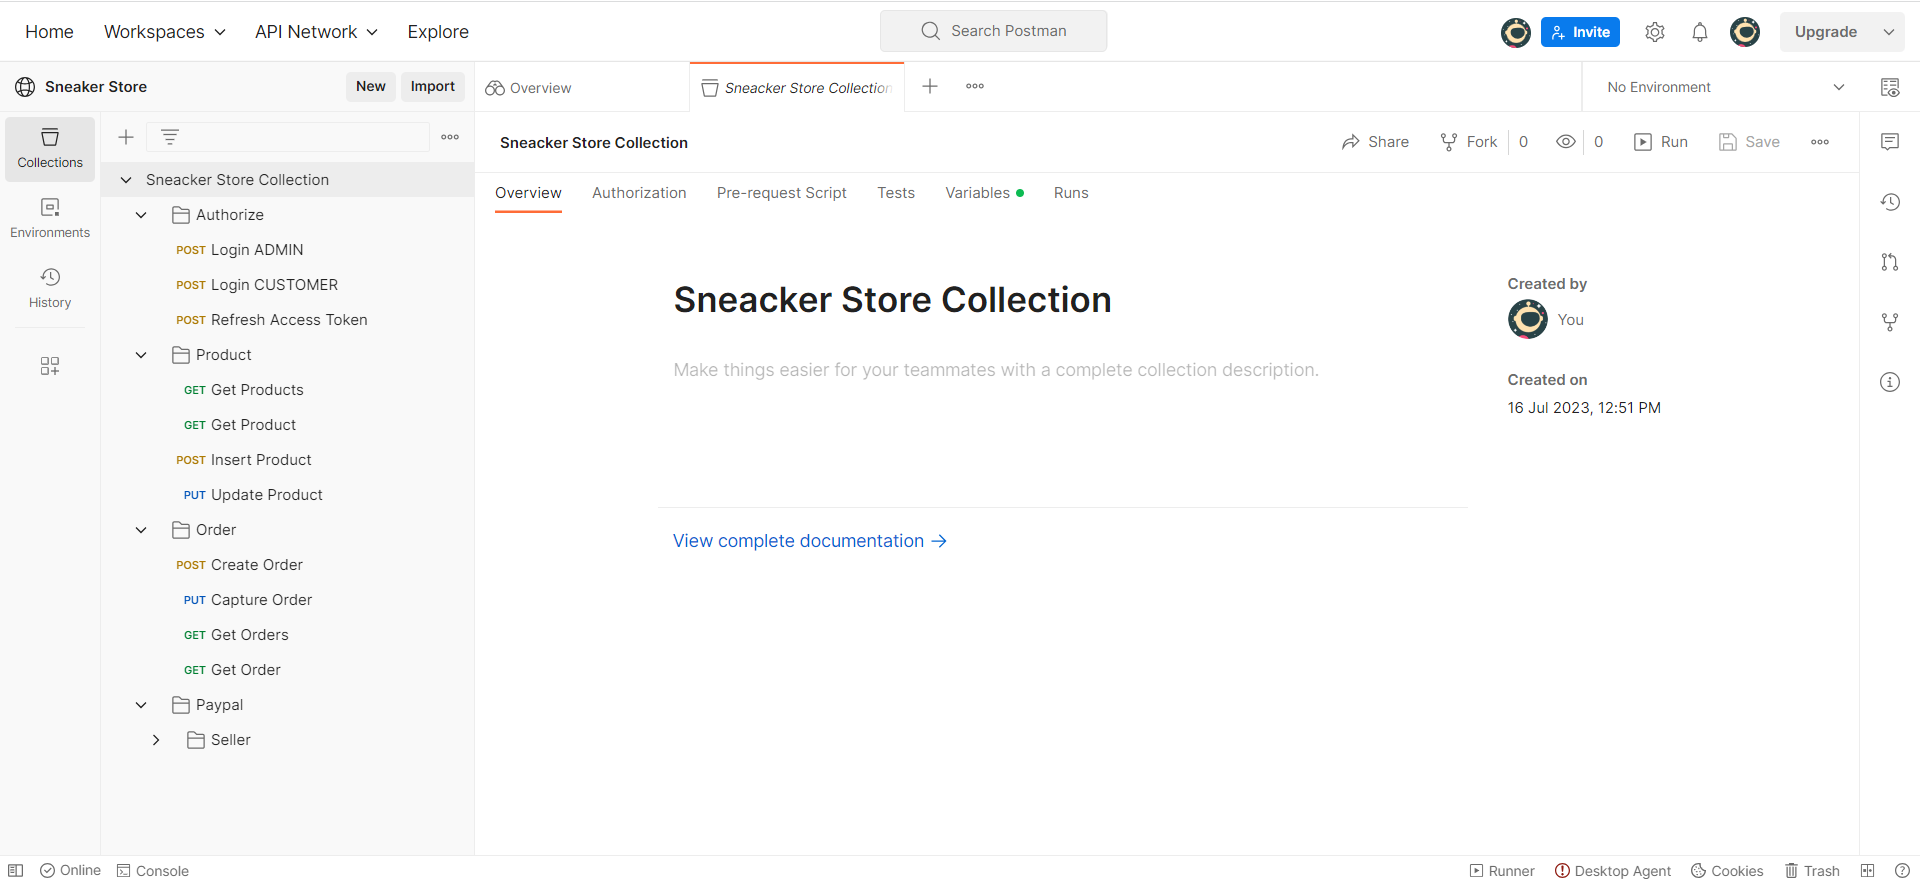 Home Workspaces API Network Explore Search Postman Invite Upgrade
Sneaker Store New Import Overview Sneacker Store Collection No Environment
Collections
Environments
History
Sneacker Store Collection
Authorize
POST Login ADMIN
POST Login CUSTOMER
POST Refresh Access Token
Product
GET Get Products
GET Get Product
POST Insert Product
PUT Update Product
Order
POST Create Order
PUT Capture Order
GET Get Orders
GET Get Order
Paypal
Seller
Sneacker Store Collection Share Fork 0 0 Run Save
Overview Authorization Pre-request Script Tests Variables Runs
Sneacker Store Collection
Make things easier for your teammates with a complete collection description.
View complete documentation →
Created by
You
Created on
16 Jul 2023, 12:51 PM
Online Console Runner Desktop Agent Cookies Trash